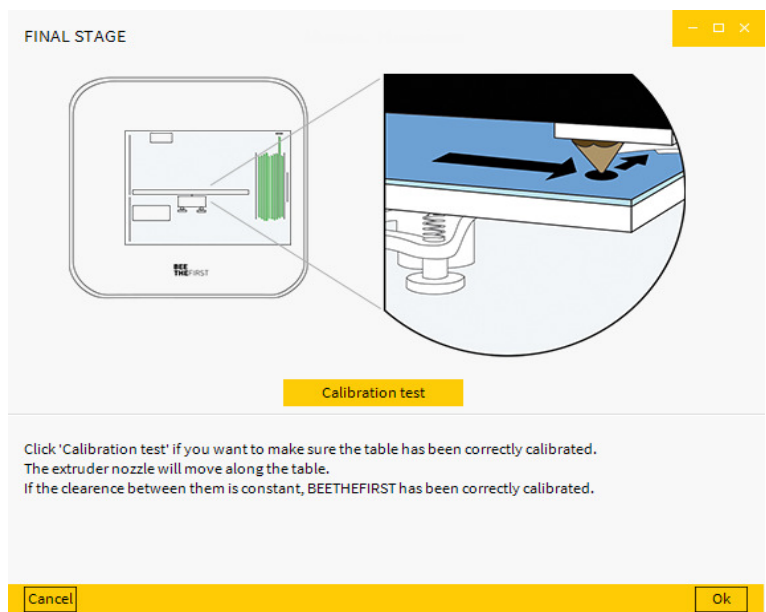 FINAL STAGE
BEE
THEFIRST
Calibration test
Click 'Calibration test' if you want to make sure the table has been correctly calibrated.
The extruder nozzle will move along the table.
If the clearence between them is constant, BEETHEFIRST has been correctly calibrated.
Cancel
Ok